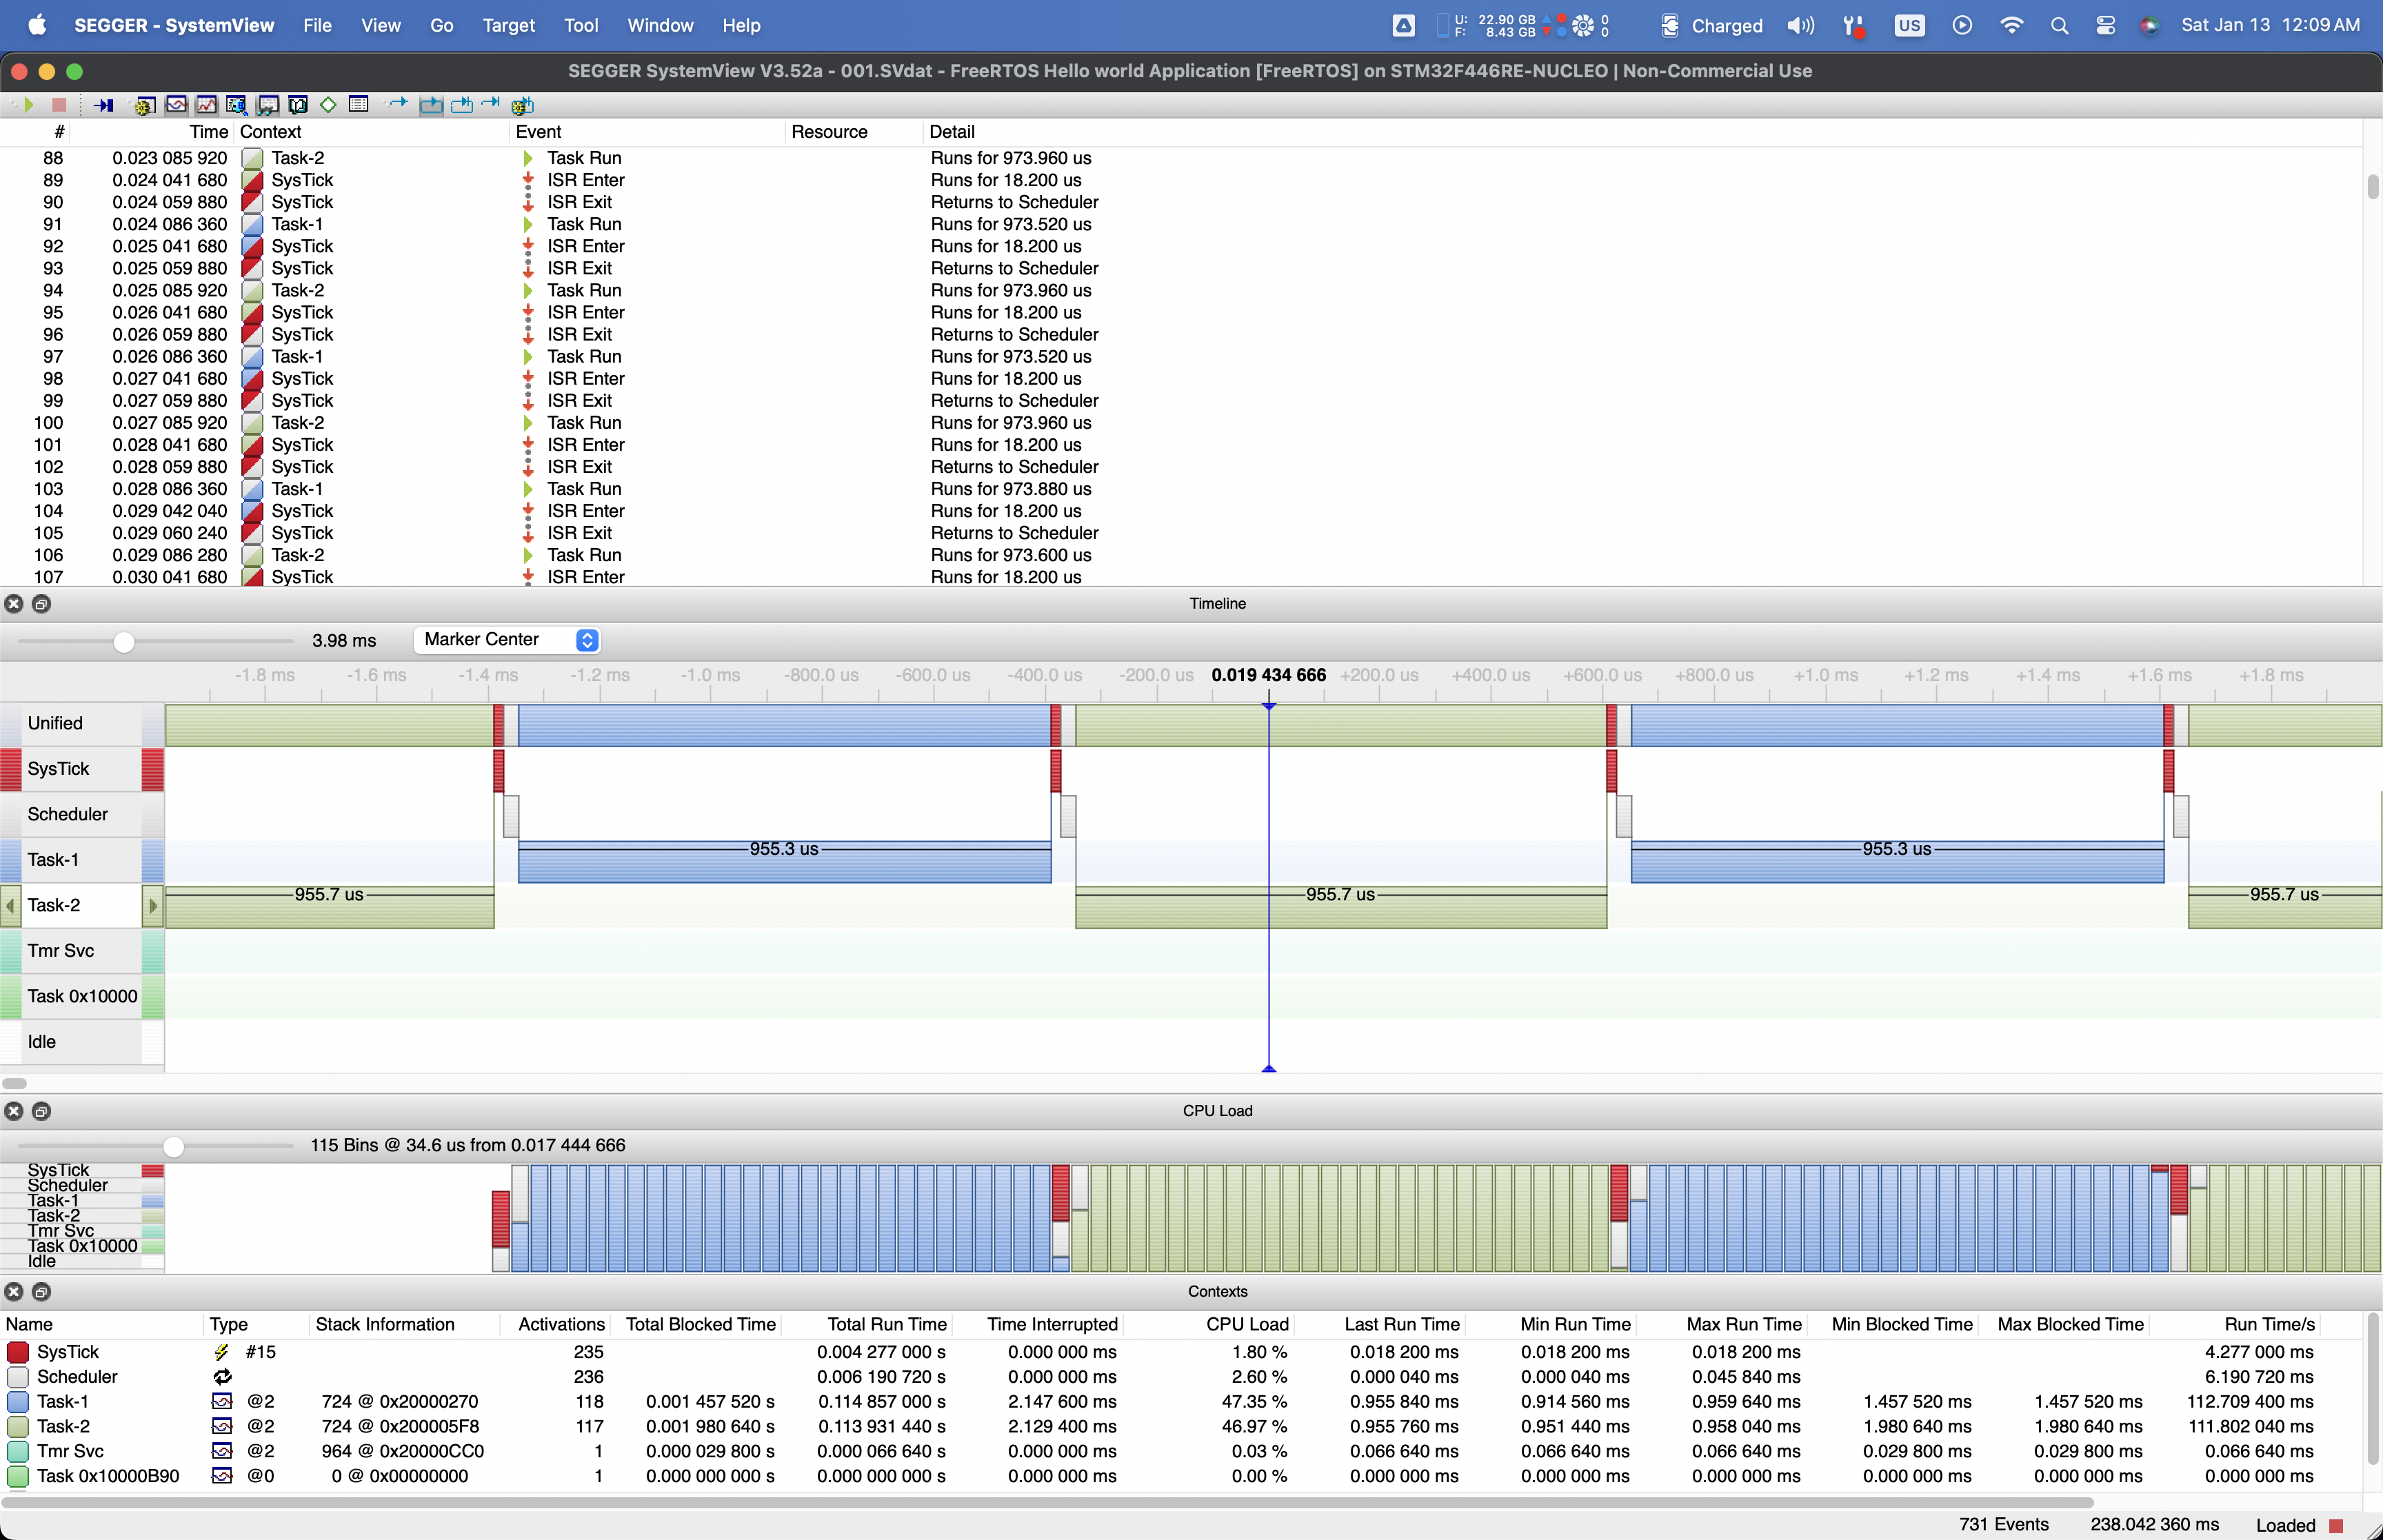 SEGGER - SystemView File View Go Target Tool Window Help U: 22.90 GB F: 8.43 GB 0 0 Charged US Sat Jan 13 12:09 AM
SEGGER SystemView V3.52a - 001.SVdat - FreeRTOS Hello world Application [FreeRTOS] on STM32F446RE-NUCLEO | Non-Commercial Use
# Time Context Event Resource Detail
88 0.023 085 920 Task-2 Task Run Runs for 973.960 us
89 0.024 041 680 SysTick ISR Enter Runs for 18.200 us
90 0.024 059 880 SysTick ISR Exit Returns to Scheduler
91 0.024 086 360 Task-1 Task Run Runs for 973.520 us
92 0.025 041 680 SysTick ISR Enter Runs for 18.200 us
93 0.025 059 880 SysTick ISR Exit Returns to Scheduler
94 0.025 085 920 Task-2 Task Run Runs for 973.960 us
95 0.026 041 680 SysTick ISR Enter Runs for 18.200 us
96 0.026 059 880 SysTick ISR Exit Returns to Scheduler
97 0.026 086 360 Task-1 Task Run Runs for 973.520 us
98 0.027 041 680 SysTick ISR Enter Runs for 18.200 us
99 0.027 059 880 SysTick ISR Exit Returns to Scheduler
100 0.027 085 920 Task-2 Task Run Runs for 973.960 us
101 0.028 041 680 SysTick ISR Enter Runs for 18.200 us
102 0.028 059 880 SysTick ISR Exit Returns to Scheduler
103 0.028 086 360 Task-1 Task Run Runs for 973.880 us
104 0.029 042 040 SysTick ISR Enter Runs for 18.200 us
105 0.029 060 240 SysTick ISR Exit Returns to Scheduler
106 0.029 086 280 Task-2 Task Run Runs for 973.600 us
107 0.030 041 680 SysTick ISR Enter Runs for 18.200 us
Timeline
3.98 ms Marker Center
-1.8 ms -1.6 ms -1.4 ms -1.2 ms -1.0 ms -800.0 us -600.0 us -400.0 us -200.0 us 0.019 434 666 +200.0 us +400.0 us +600.0 us +800.0 us +1.0 ms +1.2 ms +1.4 ms +1.6 ms +1.8 ms
Unified
SysTick
Scheduler
Task-1 955.3 us 955.3 us
Task-2 955.7 us 955.7 us 955.7 us
Tmr Svc
Task 0x10000
Idle
CPU Load
115 Bins @ 34.6 us from 0.017 444 666
SysTick
Scheduler
Task-1
Task-2
Tmr Svc
Task 0x10000
Idle
Contexts
Name Type Stack Information Activations Total Blocked Time Total Run Time Time Interrupted CPU Load Last Run Time Min Run Time Max Run Time Min Blocked Time Max Blocked Time Run Time/s
SysTick #15 235 0.004 277 000 s 0.000 000 ms 1.80 % 0.018 200 ms 0.018 200 ms 0.018 200 ms 4.277 000 ms
Scheduler 236 0.006 190 720 s 0.000 000 ms 2.60 % 0.000 040 ms 0.000 040 ms 0.045 840 ms 6.190 720 ms
Task-1 @2 724 @ 0x20000270 118 0.001 457 520 s 0.114 857 000 s 2.147 600 ms 47.35 % 0.955 840 ms 0.914 560 ms 0.959 640 ms 1.457 520 ms 1.457 520 ms 112.709 400 ms
Task-2 @2 724 @ 0x200005F8 117 0.001 980 640 s 0.113 931 440 s 2.129 400 ms 46.97 % 0.955 760 ms 0.951 440 ms 0.958 040 ms 1.980 640 ms 1.980 640 ms 111.802 040 ms
Tmr Svc @2 964 @ 0x20000CC0 1 0.000 029 800 s 0.000 066 640 s 0.000 000 ms 0.03 % 0.066 640 ms 0.066 640 ms 0.066 640 ms 0.029 800 ms 0.029 800 ms 0.066 640 ms
Task 0x10000B90 @0 0 @ 0x00000000 1 0.000 000 000 s 0.000 000 000 s 0.000 000 ms 0.00 % 0.000 000 ms 0.000 000 ms 0.000 000 ms 0.000 000 ms 0.000 000 ms 0.000 000 ms
731 Events 238.042 360 ms Loaded